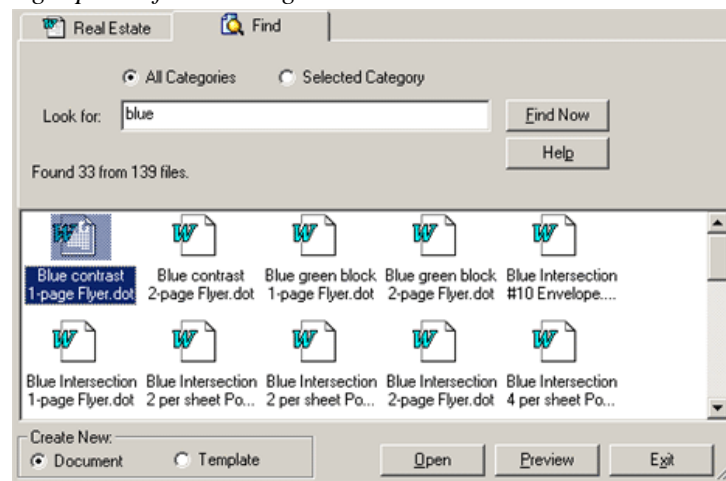 Real Estate
Find
All Categories
Selected Category
Look for:
blue
Find Now
Help
Found 33 from 139 files.
Blue contrast
1-page Flyer.dot
Blue contrast
2-page Flyer.dot
Blue green block
1-page Flyer.dot
Blue green block
2-page Flyer.dot
Blue Intersection
#10 Envelope....
Blue Intersection
1-page Flyer.dot
Blue Intersection
2 per sheet Po...
Blue Intersection
2 per sheet Po...
Blue Intersection
2-page Flyer.dot
Blue Intersection
4 per sheet Po...
Create New:
Document
Template
Open
Preview
Exit